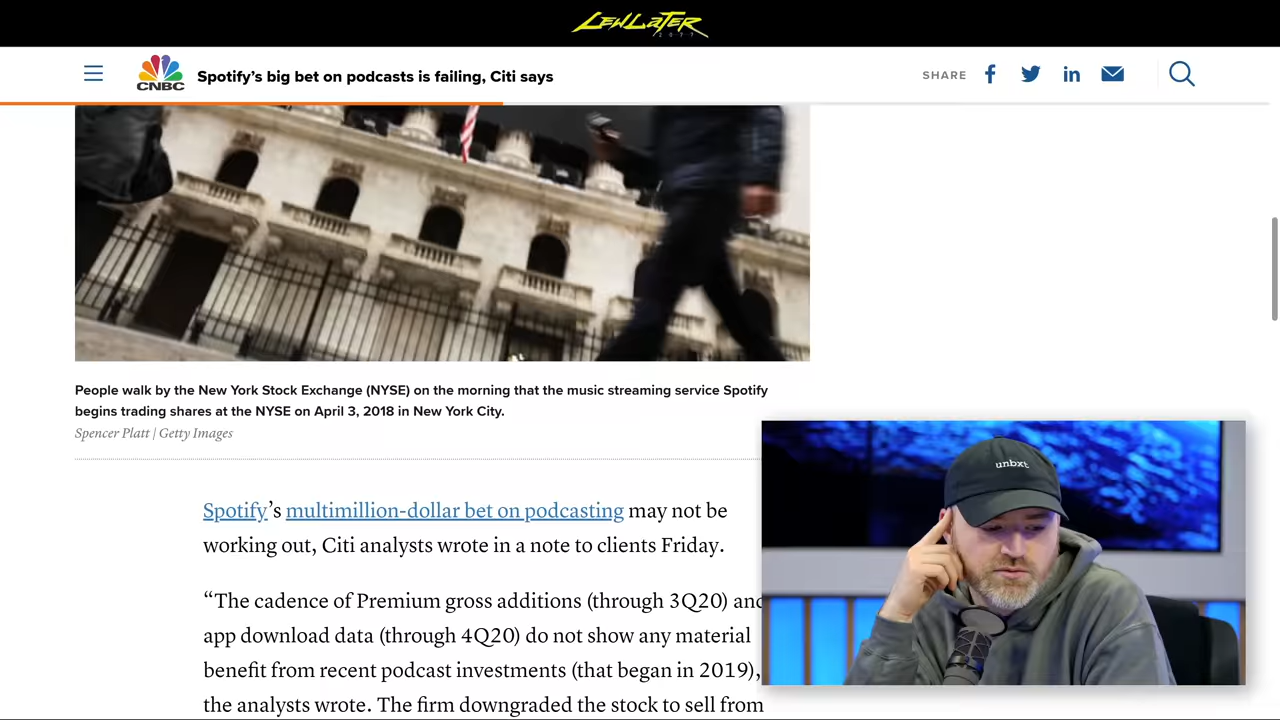 LEWLATER
2077
CNBC
Spotify’s big bet on podcasts is failing, Citi says
SHARE
People walk by the New York Stock Exchange (NYSE) on the morning that the music streaming service Spotify
begins trading shares at the NYSE on April 3, 2018 in New York City.
Spencer Platt | Getty Images
Spotify’s multimillion-dollar bet on podcasting may not be
working out, Citi analysts wrote in a note to clients Friday.
“The cadence of Premium gross additions (through 3Q20) and
app download data (through 4Q20) do not show any material
benefit from recent podcast investments (that began in 2019),
the analysts wrote. The firm downgraded the stock to sell from
unbxt